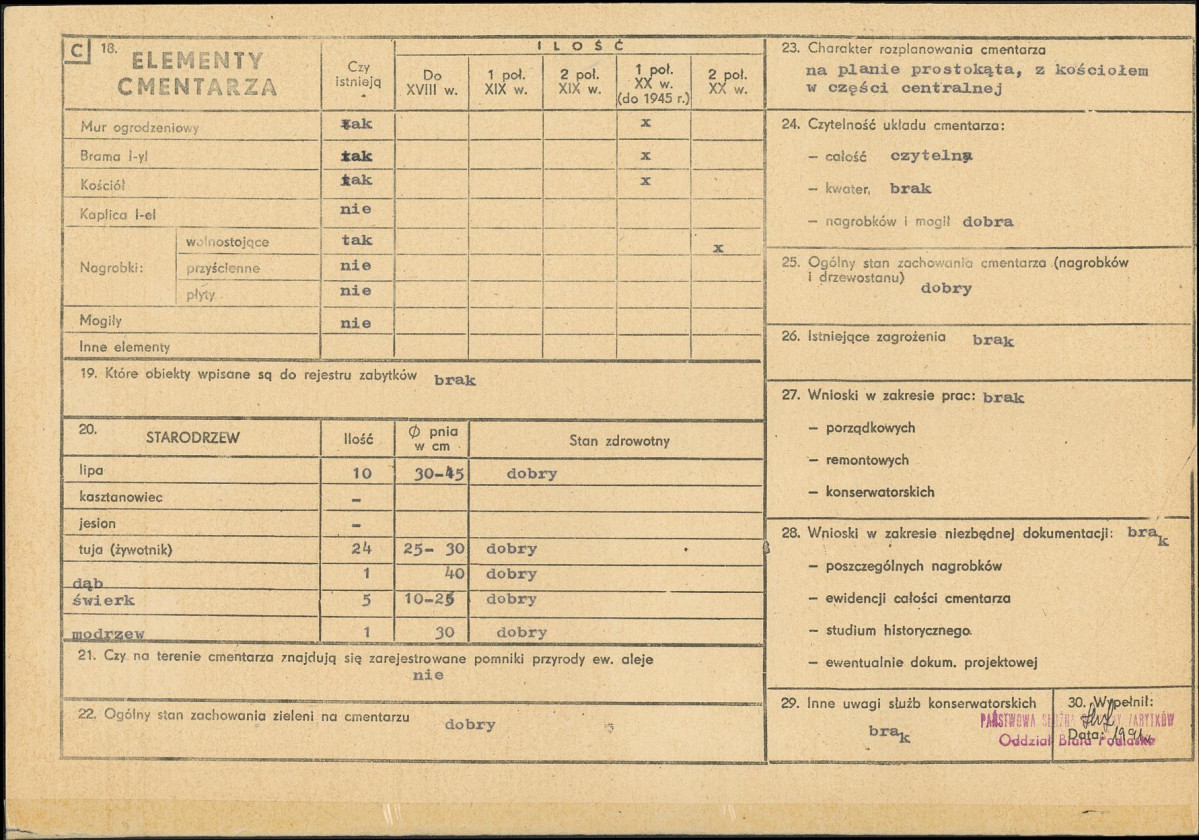 C 18. ELEMENTY CMENTARZA
Czy istnieją
ILOŚĆ
Do XVIII w.
1 poł. XIX w.
2 poł. XIX w.
1 poł. XX w. (do 1945 r.)
2 poł. XX w.
Mur ogrodzeniowy tak x
Brama i-yl tak x
Kościół tak x
Kaplica l-el nie
Nagrobki:
wolnostojące tak x
przyścienne nie
płyty nie
Mogiły nie
Inne elementy
19. Które obiekty wpisane są do rejestru zabytków brak
20. STARODRZEW Ilość Ø pnia w cm Stan zdrowotny
lipa 10 30-45 dobry
kasztanowiec -
jesion -
tuja (żywotnik) 24 25- 30 dobry
dąb 1 40 dobry
świerk 5 10-25 dobry
modrzew 1 30 dobry
21. Czy na terenie cmentarza znajdują się zarejestrowane pomniki przyrody ew. aleje
nie
22. Ogólny stan zachowania zieleni na cmentarzu dobry
23. Charakter rozplanowania cmentarza
na planie prostokąta, z kościołem
w części centralnej
24. Czytelność układu cmentarza:
– całość czytelna
– kwater, brak
– nagrobków i mogił dobra
25. Ogólny stan zachowania cmentarza (nagrobków
i drzewostanu) dobry
26. Istniejące zagrożenia brak
27. Wnioski w zakresie prac: brak
– porządkowych
– remontowych
– konserwatorskich
28. Wnioski w zakresie niezbędnej dokumentacji: brak
– poszczególnych nagrobków
– ewidencji całości cmentarza
– studium historycznego
– ewentualnie dokum. projektowej
29. Inne uwagi służb konserwatorskich
brak
30. Wypełnił:
PAŃSTWOWA SŁUŻBA ZABYTKÓW
Oddział Biała Podlaska
Data: 1991